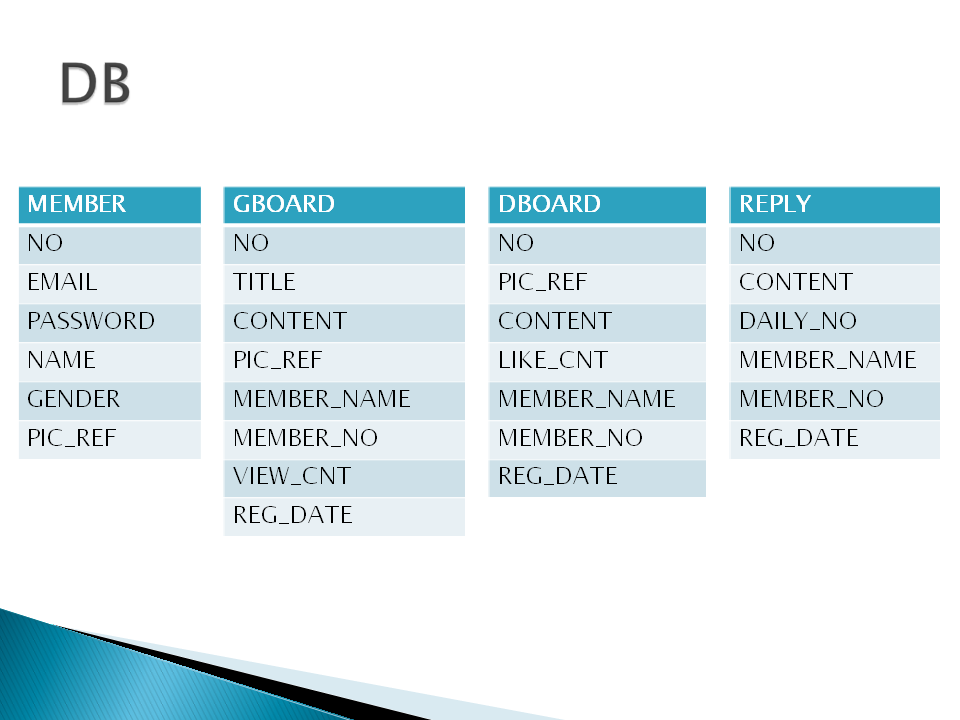 DB
MEMBER
NO
EMAIL
PASSWORD
NAME
GENDER
PIC_REF
GBOARD
NO
TITLE
CONTENT
PIC_REF
MEMBER_NAME
MEMBER_NO
VIEW_CNT
REG_DATE
DBOARD
NO
PIC_REF
CONTENT
LIKE_CNT
MEMBER_NAME
MEMBER_NO
REG_DATE
REPLY
NO
CONTENT
DAILY_NO
MEMBER_NAME
MEMBER_NO
REG_DATE